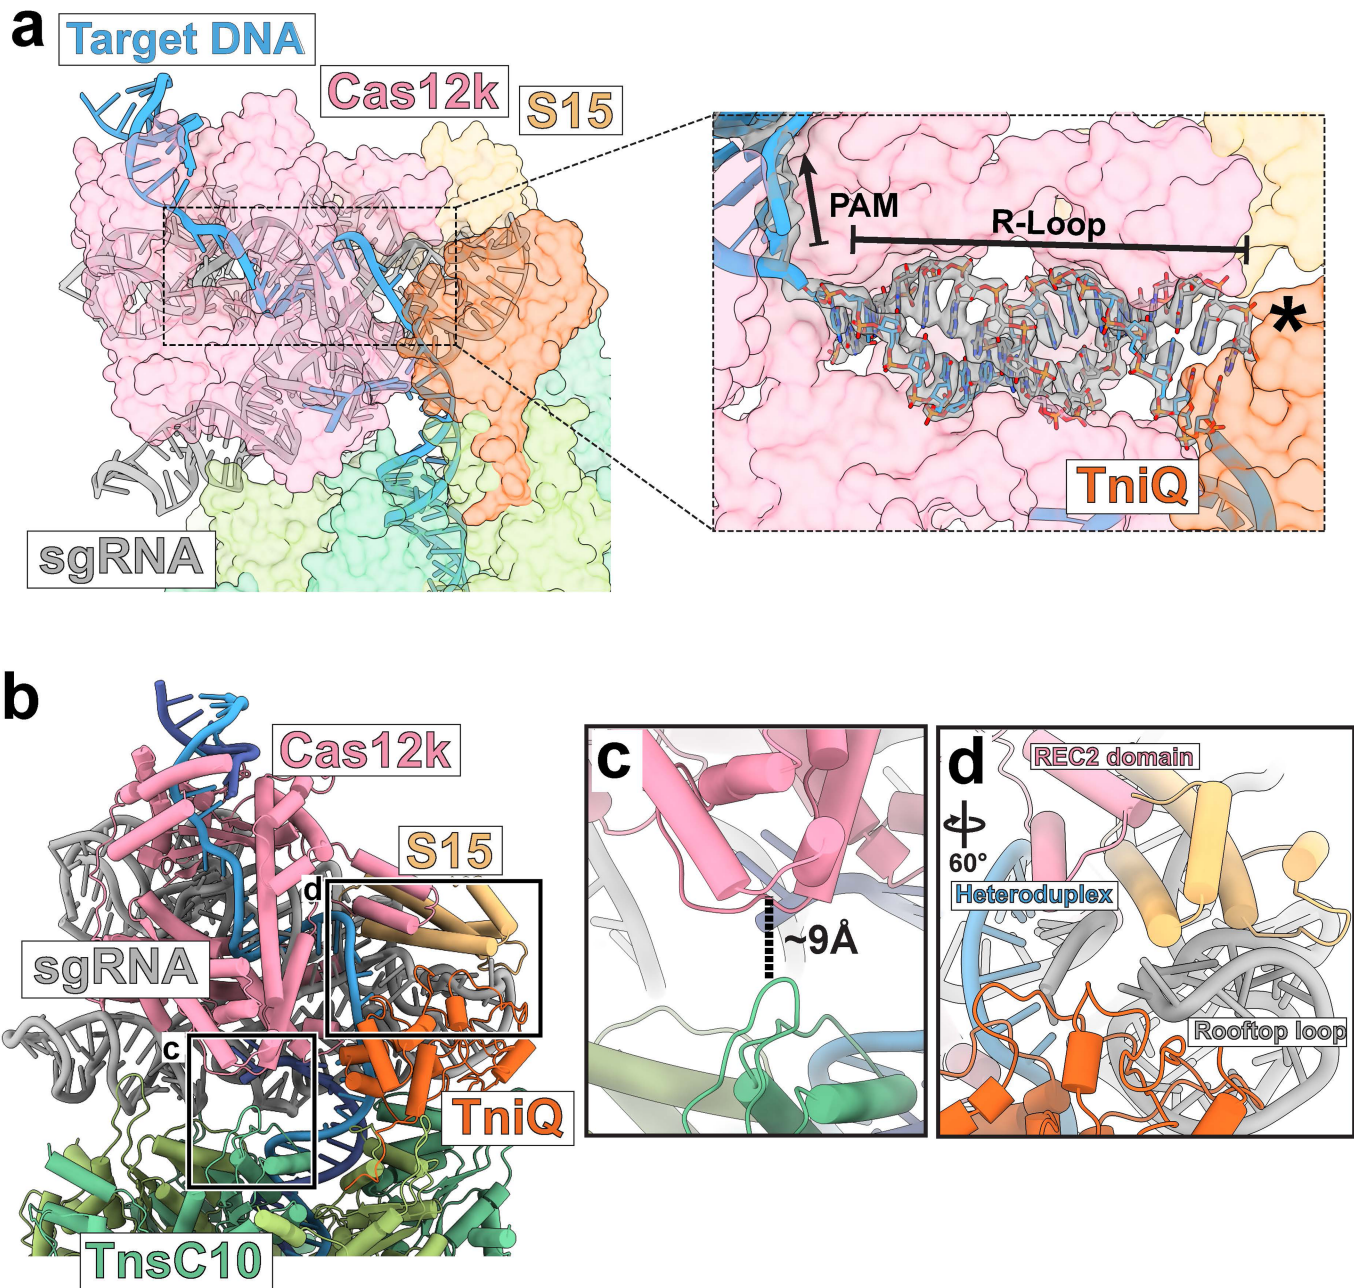 a
Target DNA
Cas12k
S15
sgRNA
PAM
R-Loop
*
TniQ
b
Cas12k
S15
d
sgRNA
c
TniQ
TnsC10
c
~9Å
d
REC2 domain
60°
Heteroduplex
Rooftop loop